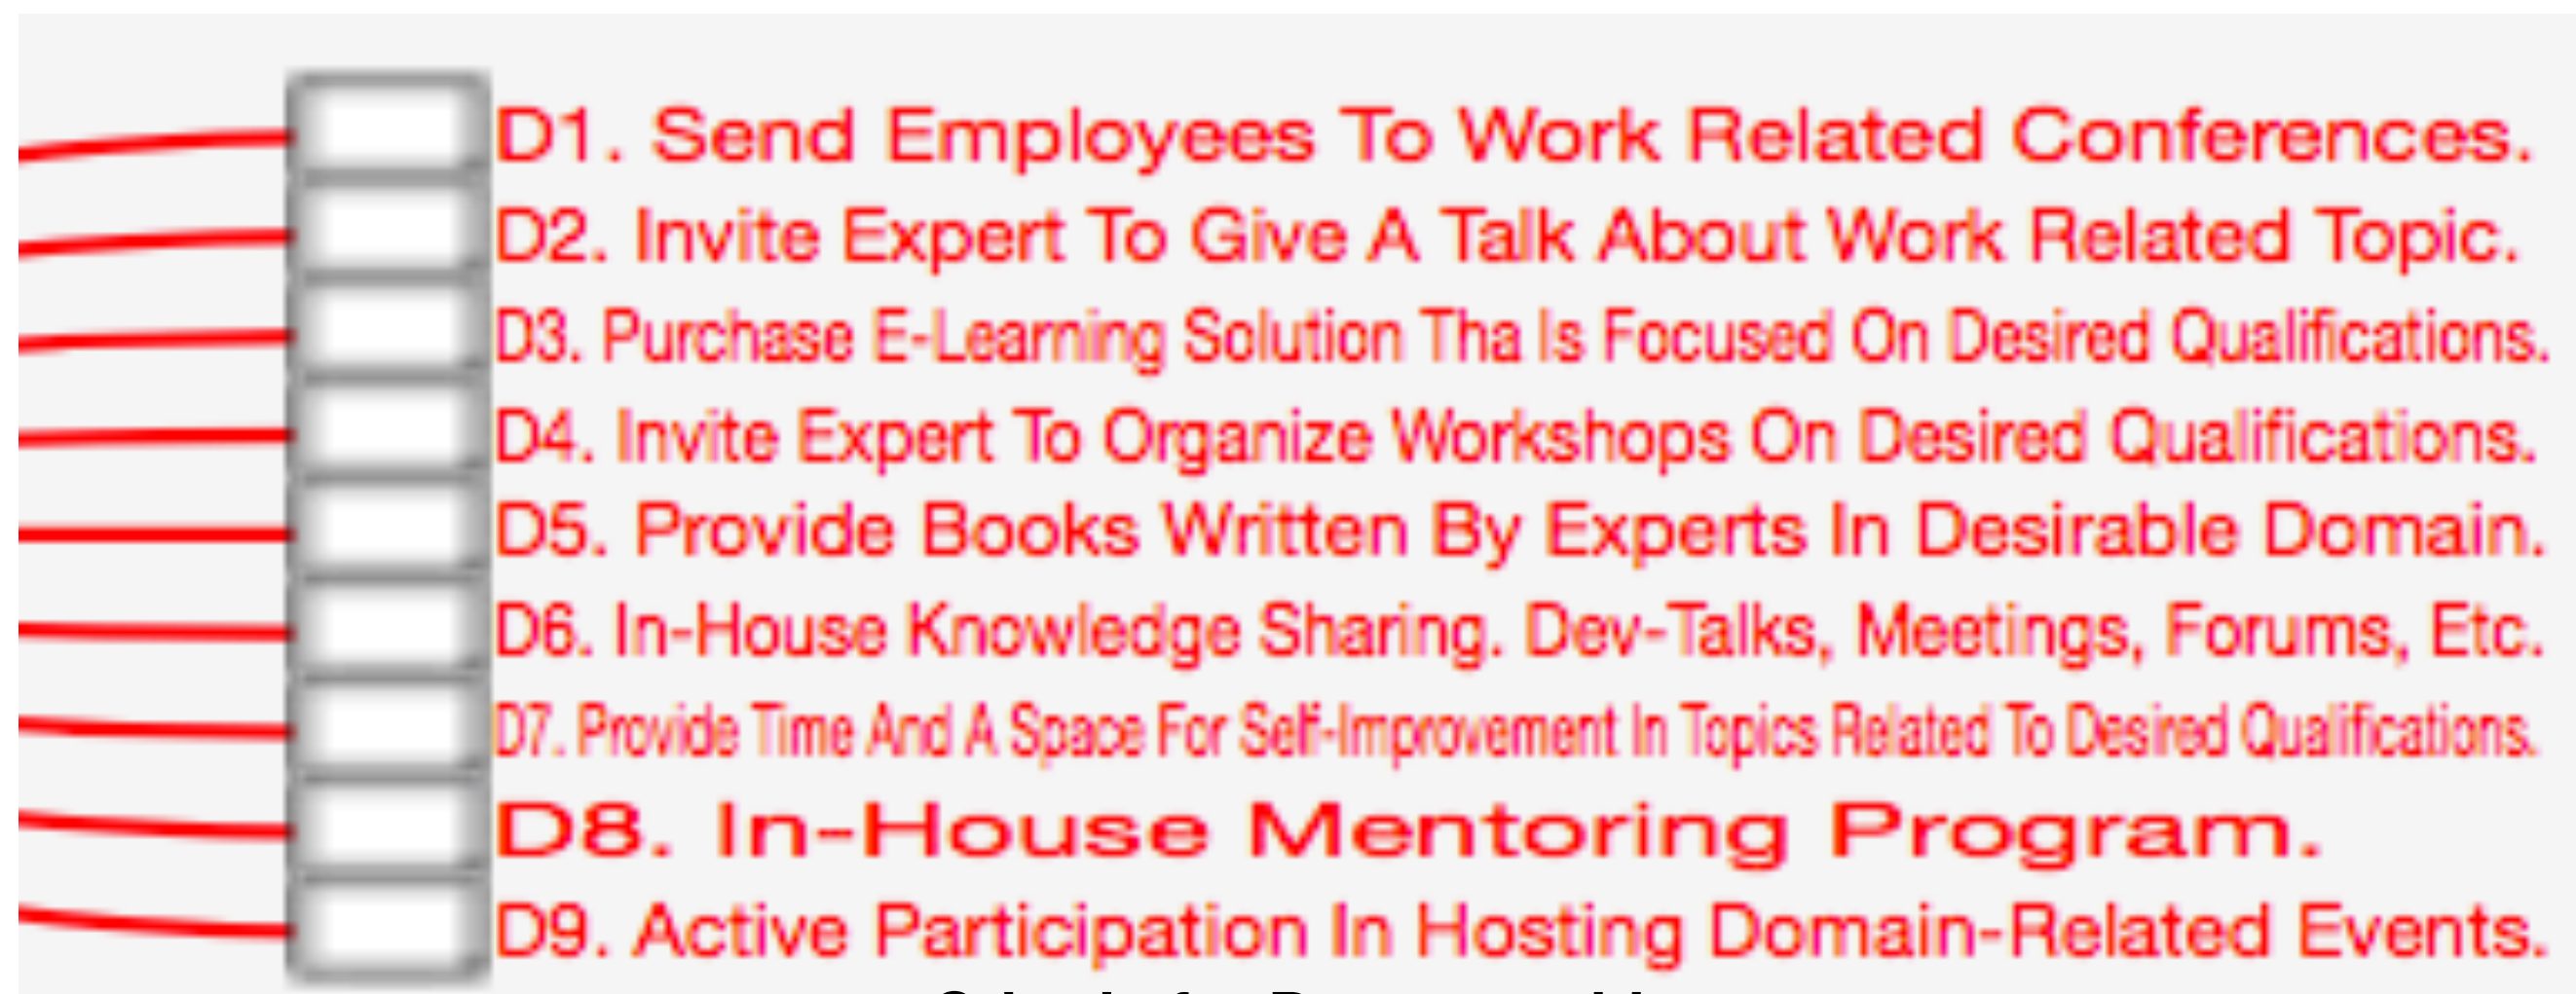 D1. Send Employees To Work Related Conferences.
D2. Invite Expert To Give A Talk About Work Related Topic.
D3. Purchase E-Learning Solution Tha Is Focused On Desired Qualifications.
D4. Invite Expert To Organize Workshops On Desired Qualifications.
D5. Provide Books Written By Experts In Desirable Domain.
D6. In-House Knowledge Sharing. Dev-Talks, Meetings, Forums, Etc.
D7. Provide Time And A Space For Self-Improvement In Topics Related To Desired Qualifications.
D8. In-House Mentoring Program.
D9. Active Participation In Hosting Domain-Related Events.